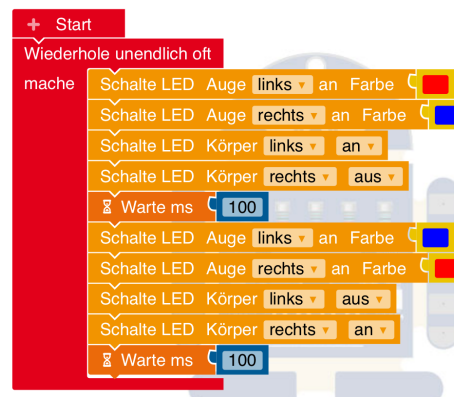 + Start
Wiederhole unendlich oft
mache
Schalte LED Auge links an Farbe
Schalte LED Auge rechts an Farbe
Schalte LED Körper links an
Schalte LED Körper rechts aus
Warte ms 100
Schalte LED Auge links an Farbe
Schalte LED Auge rechts an Farbe
Schalte LED Körper links aus
Schalte LED Körper rechts an
Warte ms 100